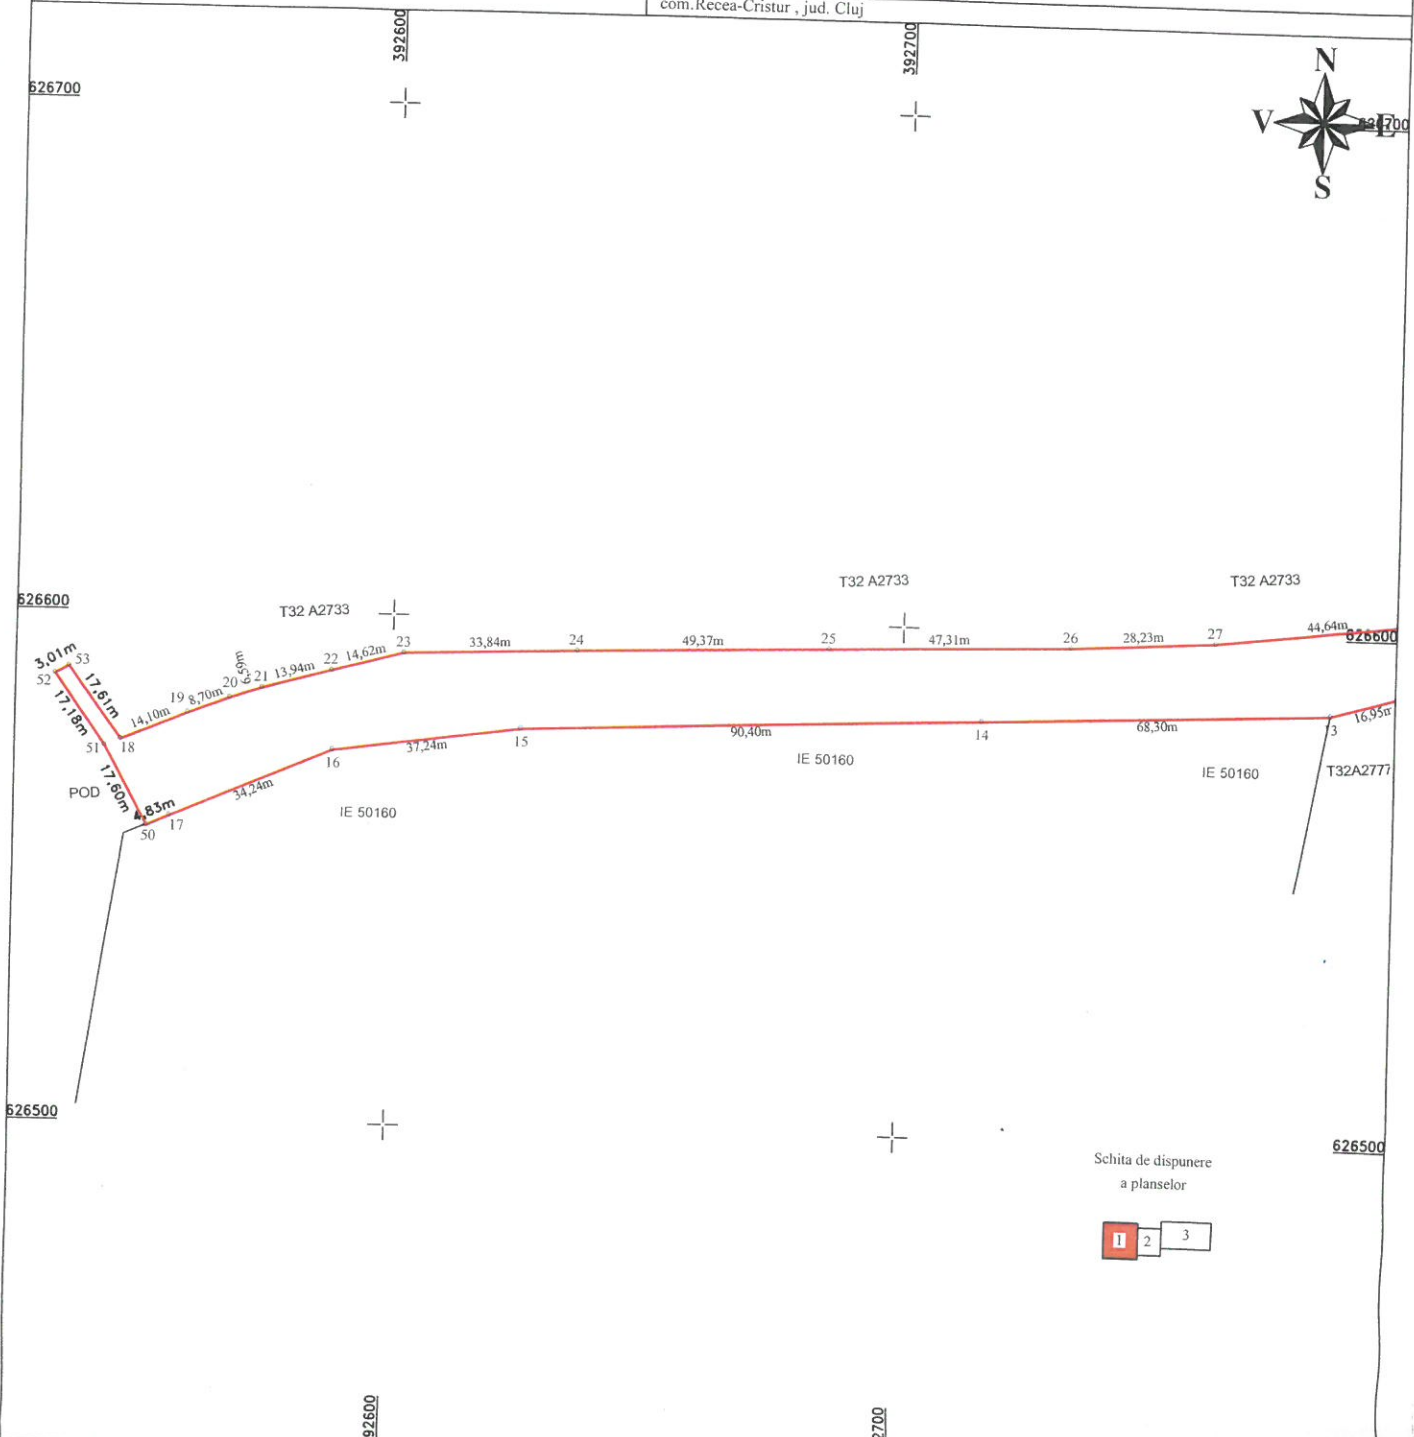 com.Recea-Cristur , jud. Cluj
392600
392700
626700
N
V
E
S
T32 A2733
T32 A2733
626600
T32 A2733
44,64m
626600
23
33,84m
24
49,37m
25
47,31m
26
28,23m
27
3,01m
53
52
17,61m
17,18m
14,62m
22
13,94m
21
6,59m
20
8,70m
19
14,10m
18
51
17,60m
POD
4,83m
50
17
34,24m
16
37,24m
15
90,40m
14
68,30m
16,95m
IE 50160
IE 50160
IE 50160
T32A2777
626500
626500
Schita de dispunere
a planselor
1
2
3
92600
2700